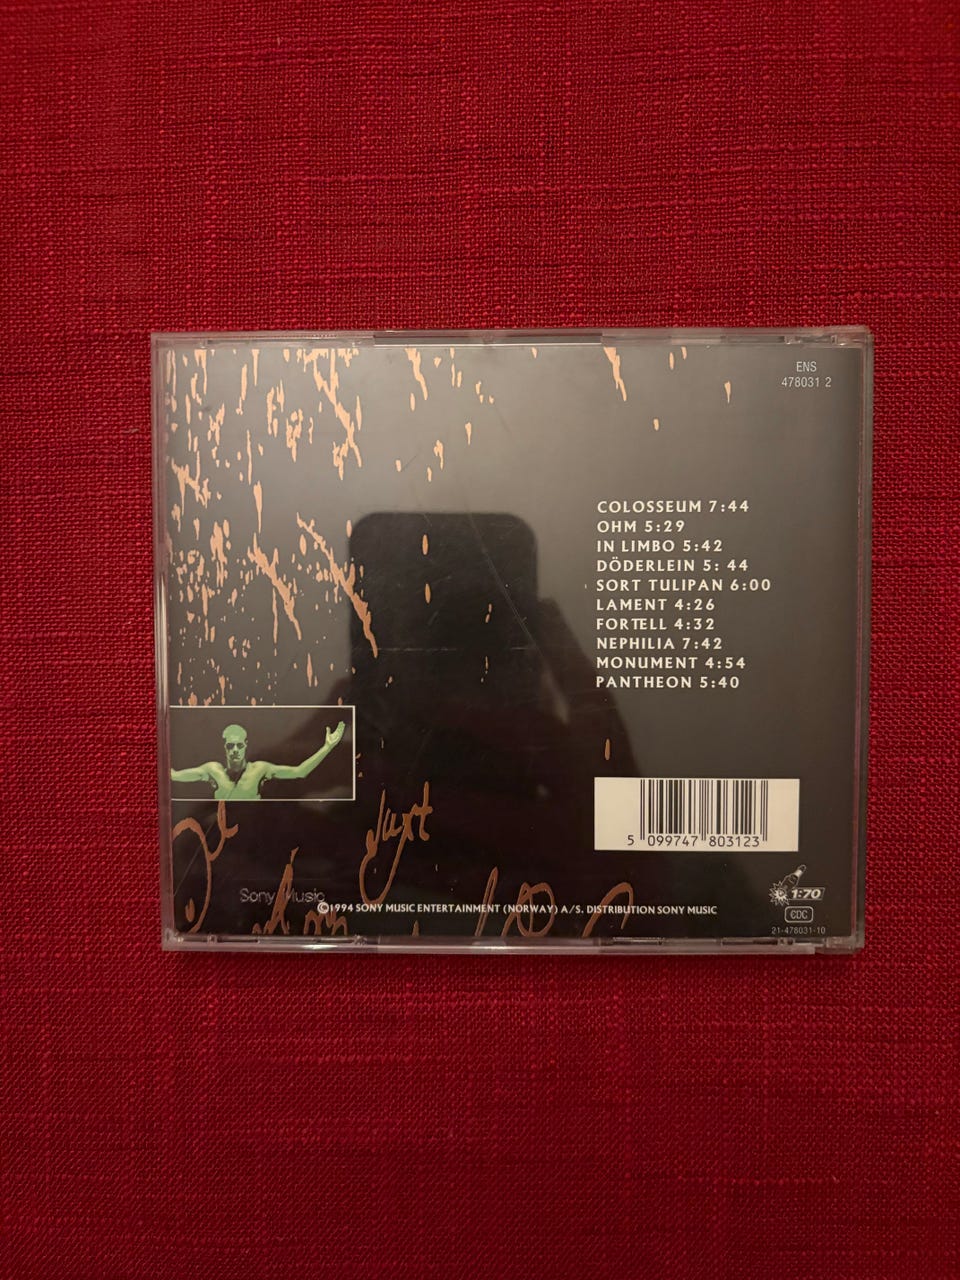 ENS
478031 2
COLOSSEUM 7:44
OHM 5:29
IN LIMBO 5:42
DÖDERLEIN 5: 44
SORT TULIPAN 6:00
LAMENT 4:26
FORTELL 4:32
NEPHILIA 7:42
MONUMENT 4:54
PANTHEON 5:40
5 099747 803123
Sony Music
©1994 SONY MUSIC ENTERTAINMENT (NORWAY) A/S. DISTRIBUTION SONY MUSIC
1:70
CDC
21-478031-10